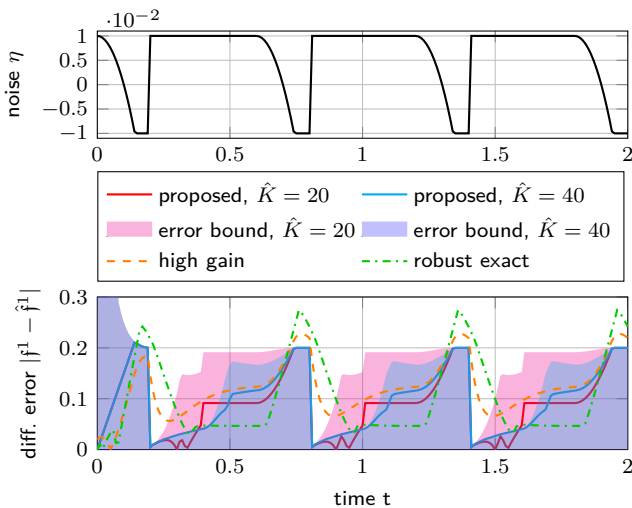 ·10⁻²
1
0.5
0
−0.5
−1
noise η
0 0.5 1 1.5 2
proposed, K̂ = 20 proposed, K̂ = 40
error bound, K̂ = 20 error bound, K̂ = 40
high gain robust exact
0.3
0.2
0.1
0
diff. error |f¹ − f̂¹|
0 0.5 1 1.5 2
time t